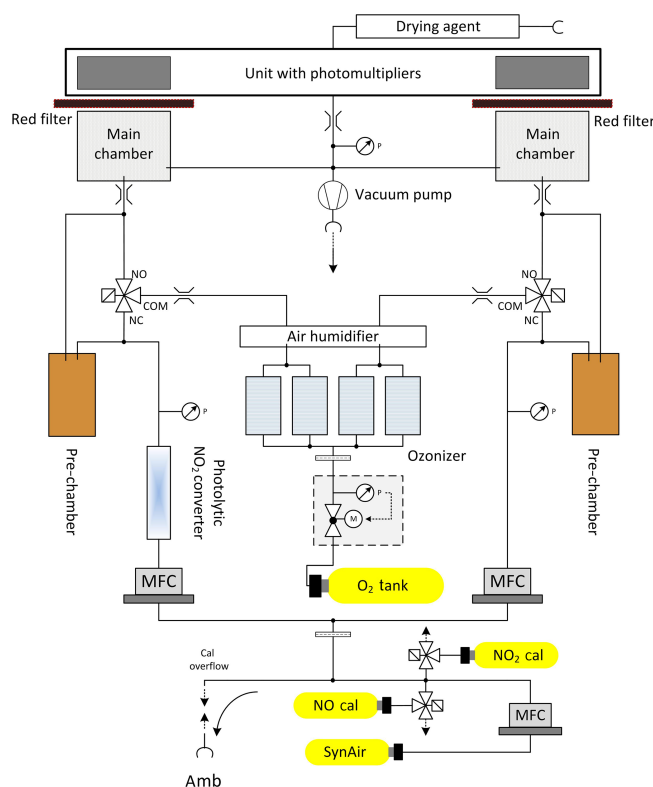 Drying agent
Unit with photomultipliers
Red filter
Red filter
Main
chamber
Main
chamber
P
Vacuum pump
NO
COM
NC
NO
COM
NC
Air humidifier
P
P
Ozonizer
Pre-chamber
Photolytic
NO₂ converter
Pre-chamber
P
M
MFC
O₂ tank
MFC
Cal
overflow
NO₂ cal
NO cal
MFC
SynAir
Amb